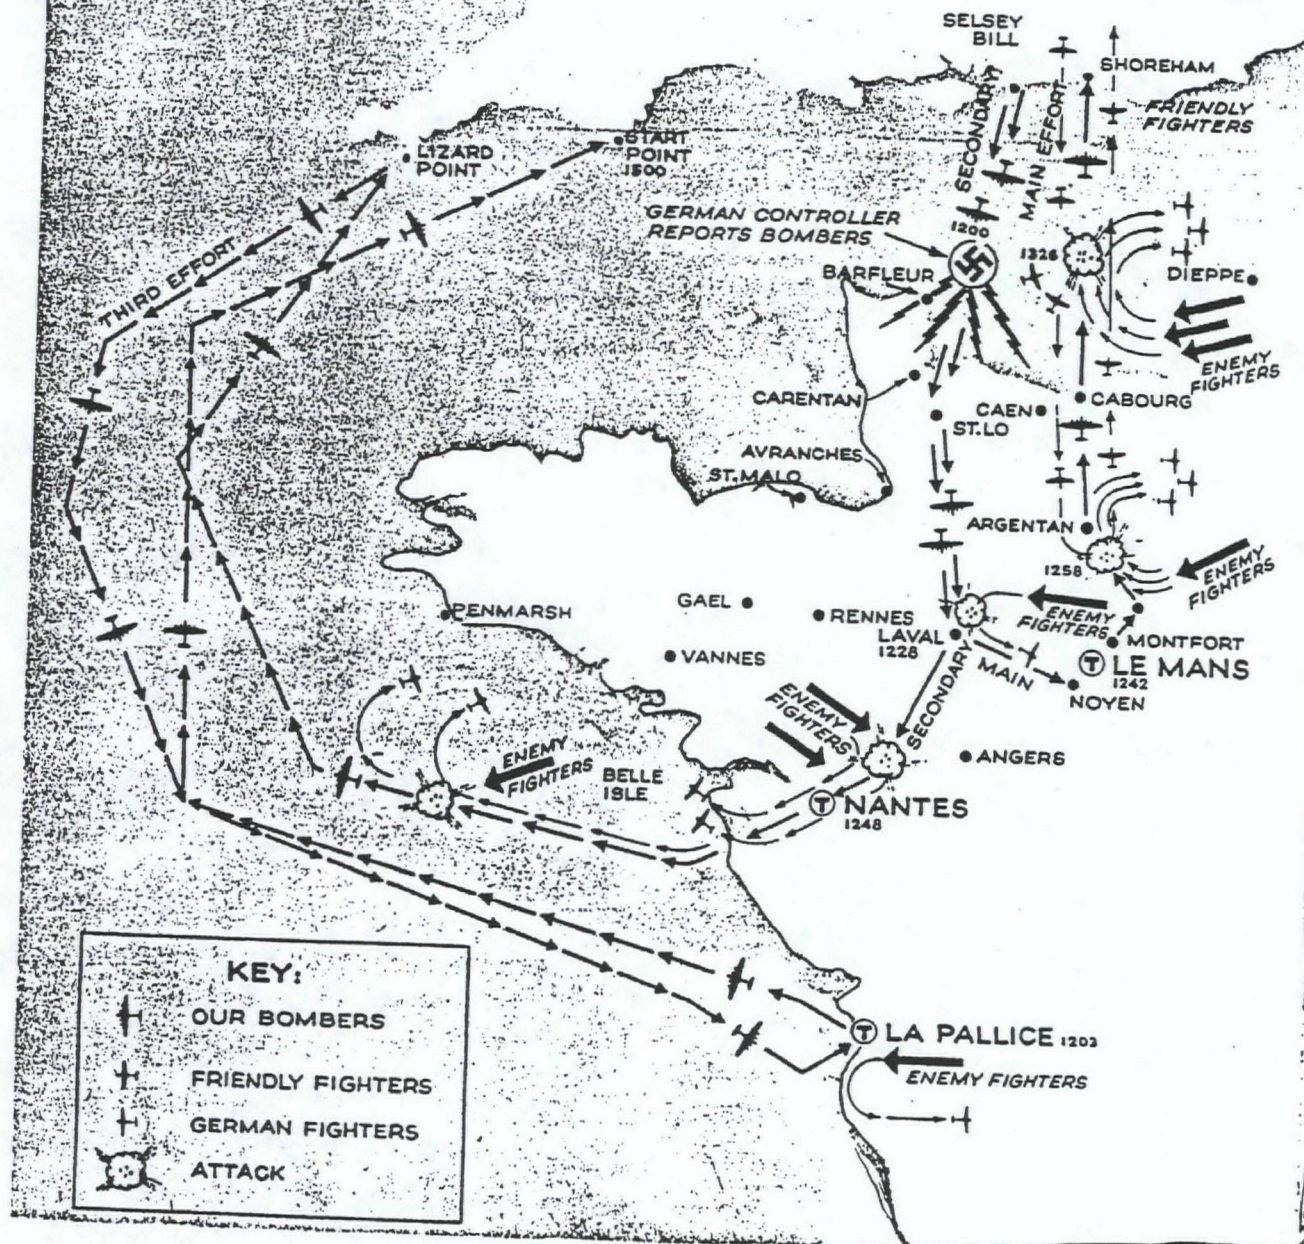 SELSEY
BILL
SHOREHAM
FRIENDLY
FIGHTERS
SECONDARY
MAIN EFFORT
LIZARD
POINT
START
POINT
1500
THIRD EFFORT
GERMAN CONTROLLER
REPORTS BOMBERS
1200
1326
BARFLEUR
DIEPPE
ENEMY
FIGHTERS
CARENTAN
CAEN
CABOURG
ST.LO
AVRANCHES
ST. MALO
ARGENTAN
1258
ENEMY
FIGHTERS
PENMARSH
GAEL
RENNES
ENEMY
FIGHTERS
LAVAL
1228
MONTFORT
VANNES
T LE MANS
1242
MAIN
NOYEN
SECONDARY
ENEMY
FIGHTERS
ANGERS
ENEMY
FIGHTERS
BELLE
ISLE
T NANTES
1248
KEY:
OUR BOMBERS
FRIENDLY FIGHTERS
GERMAN FIGHTERS
ATTACK
T LA PALLICE 1203
ENEMY FIGHTERS